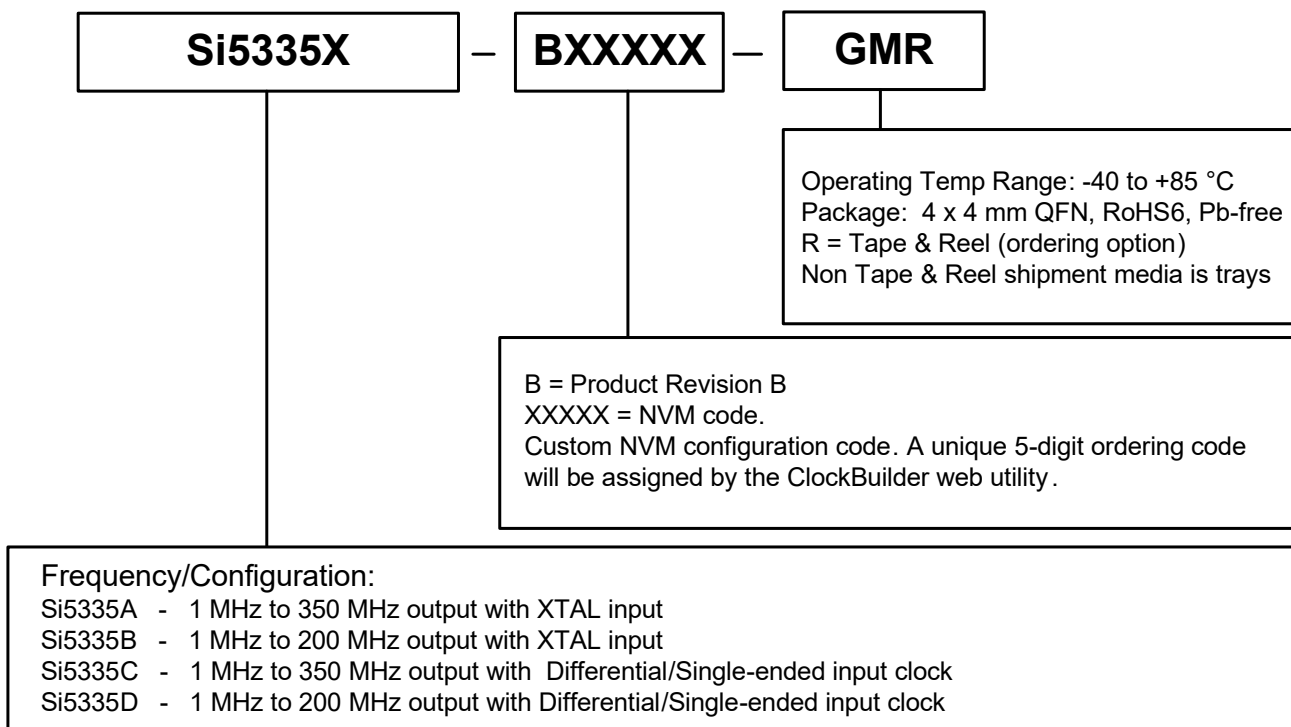 Si5335X – BXXXXX – GMR
Operating Temp Range: -40 to +85 °C
Package: 4 x 4 mm QFN, RoHS6, Pb-free
R = Tape & Reel (ordering option)
Non Tape & Reel shipment media is trays
B = Product Revision B
XXXXX = NVM code.
Custom NVM configuration code. A unique 5-digit ordering code
will be assigned by the ClockBuilder web utility.
Frequency/Configuration:
Si5335A - 1 MHz to 350 MHz output with XTAL input
Si5335B - 1 MHz to 200 MHz output with XTAL input
Si5335C - 1 MHz to 350 MHz output with Differential/Single-ended input clock
Si5335D - 1 MHz to 200 MHz output with Differential/Single-ended input clock